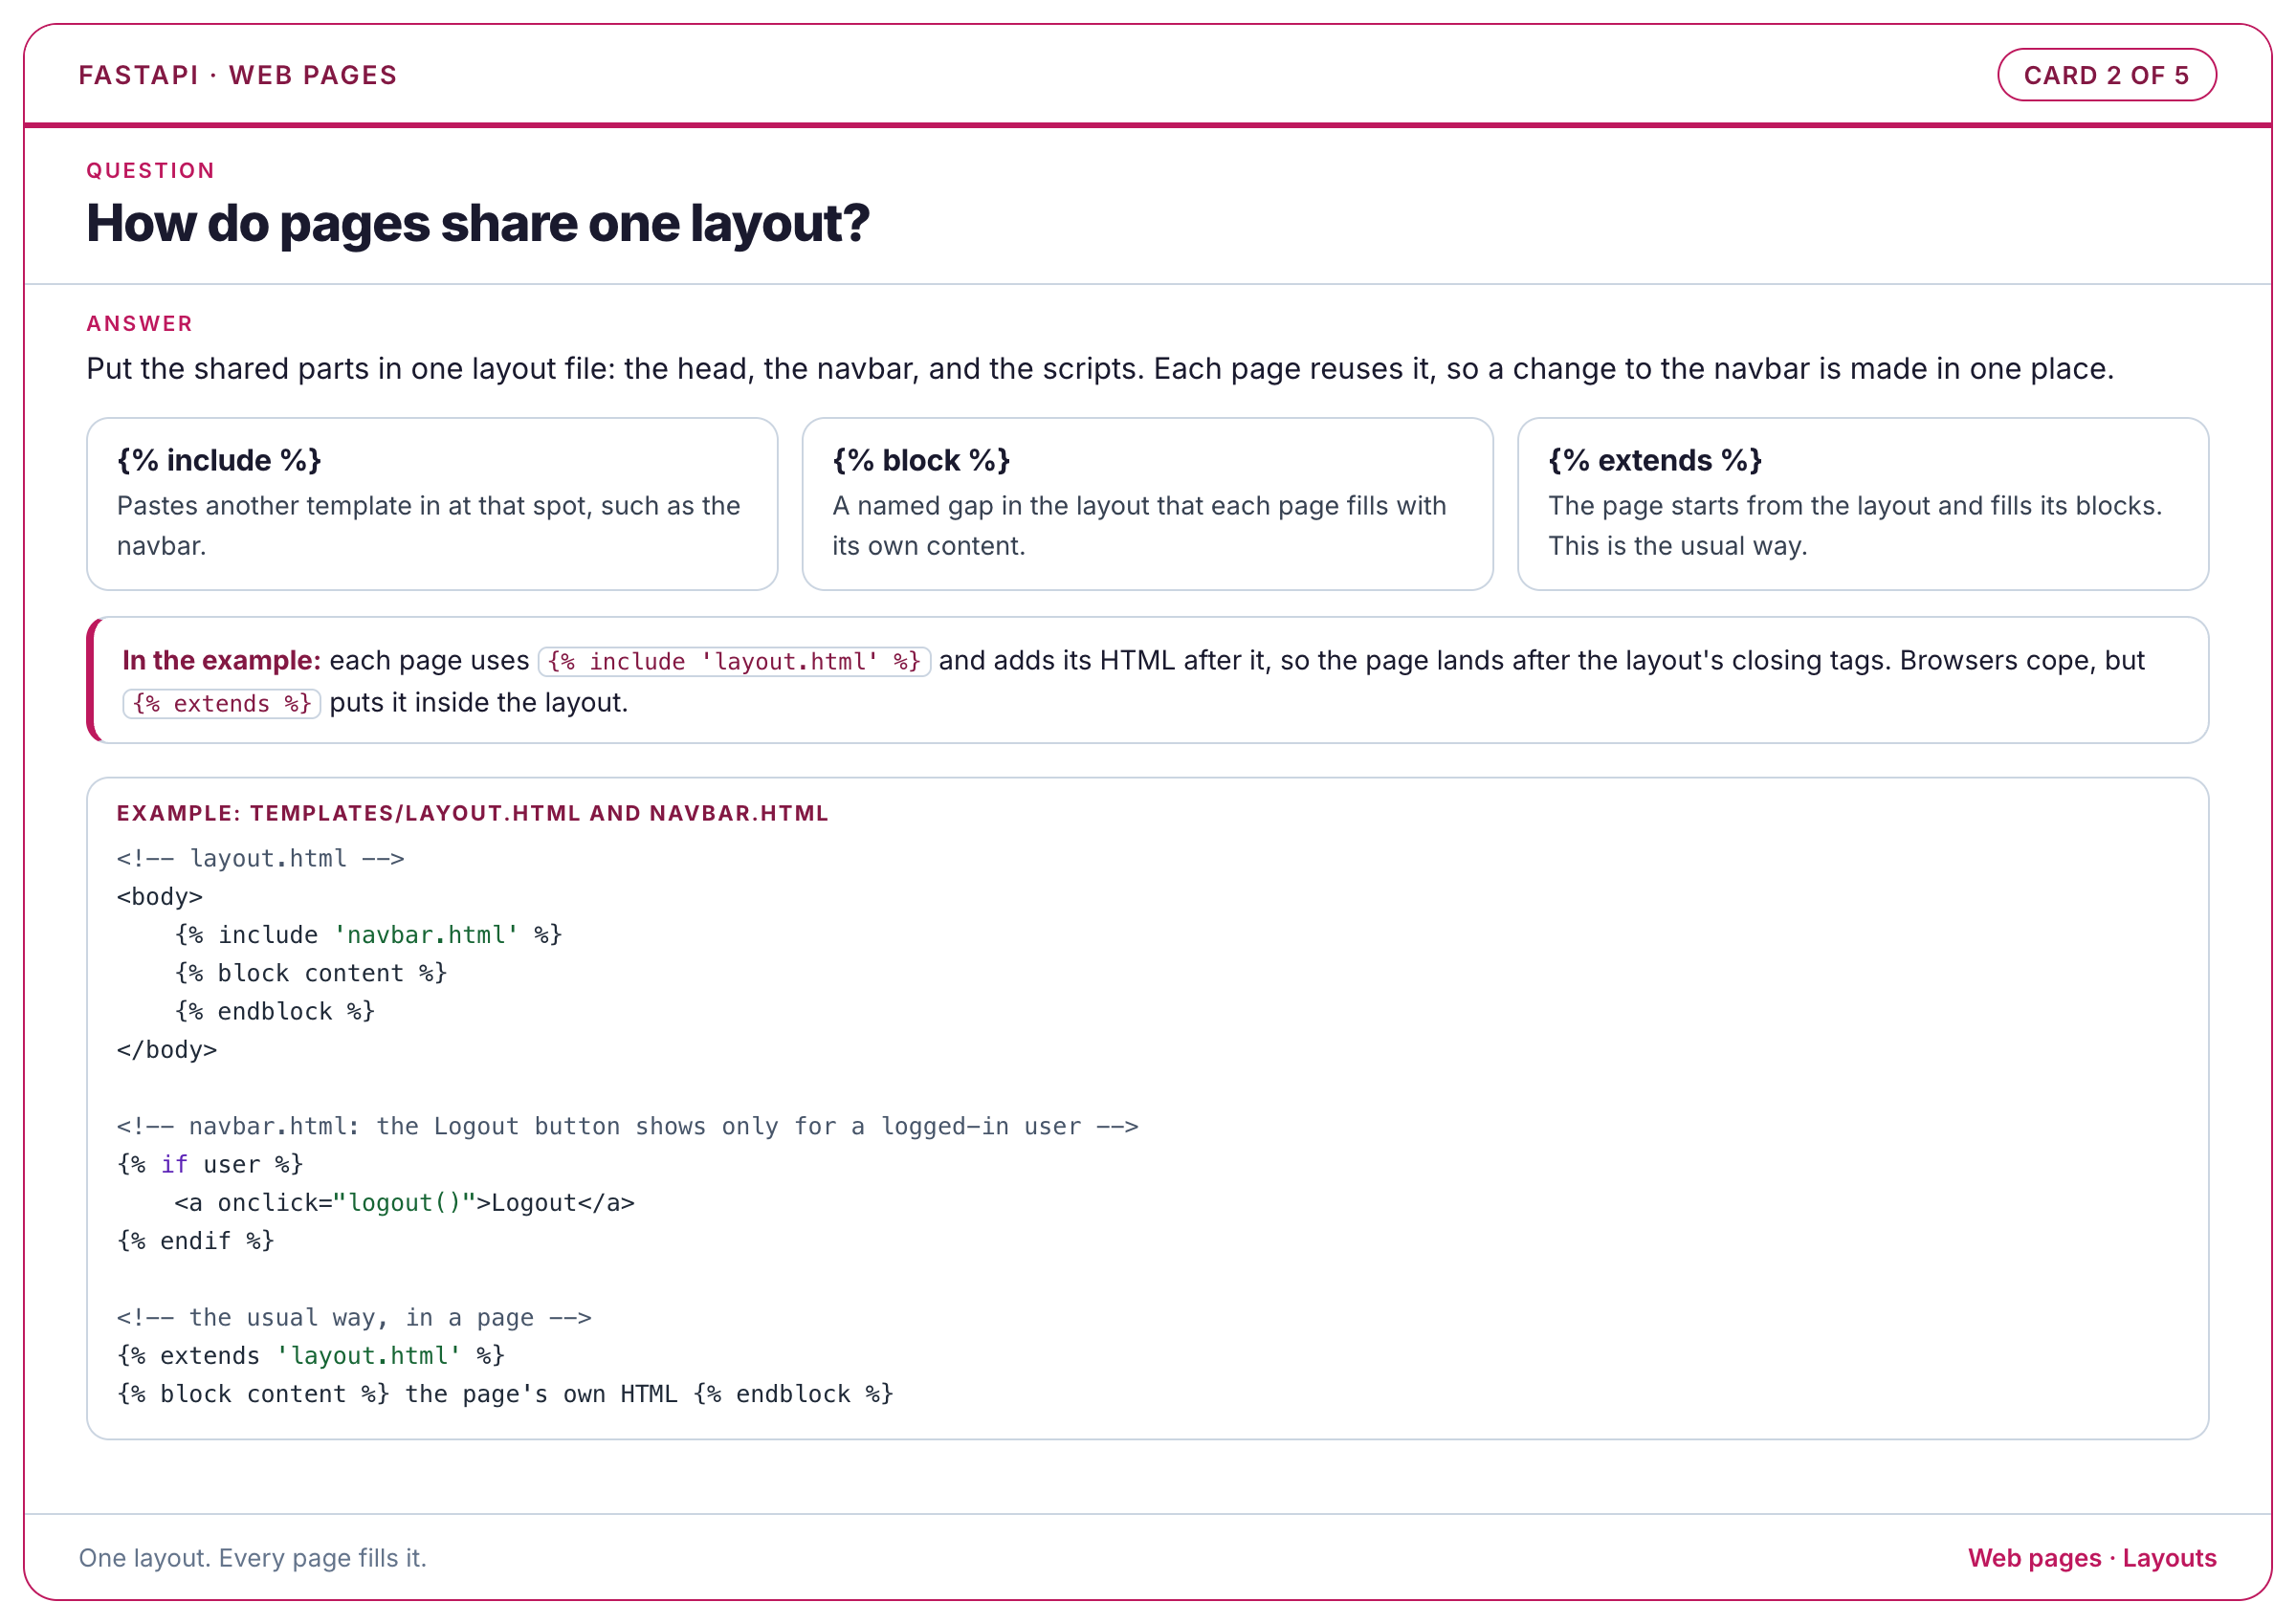 FASTAPI · WEB PAGES
CARD 2 OF 5
QUESTION
How do pages share one layout?
ANSWER
Put the shared parts in one layout file: the head, the navbar, and the scripts. Each page reuses it, so a change to the navbar is made in one place.
{% include %}
Pastes another template in at that spot, such as the
navbar.
{% block %}
A named gap in the layout that each page fills with
its own content.
{% extends %}
The page starts from the layout and fills its blocks.
This is the usual way.
In the example: each page uses {% include 'layout.html' %} and adds its HTML after it, so the page lands after the layout's closing tags. Browsers cope, but
{% extends %} puts it inside the layout.
EXAMPLE: TEMPLATES/LAYOUT.HTML AND NAVBAR.HTML
<!-- layout.html -->
<body>
    {% include 'navbar.html' %}
    {% block content %}
    {% endblock %}
</body>
<!-- navbar.html: the Logout button shows only for a logged-in user -->
{% if user %}
    <a onclick="logout()">Logout</a>
{% endif %}
<!-- the usual way, in a page -->
{% extends 'layout.html' %}
{% block content %} the page's own HTML {% endblock %}
One layout. Every page fills it.
Web pages · Layouts